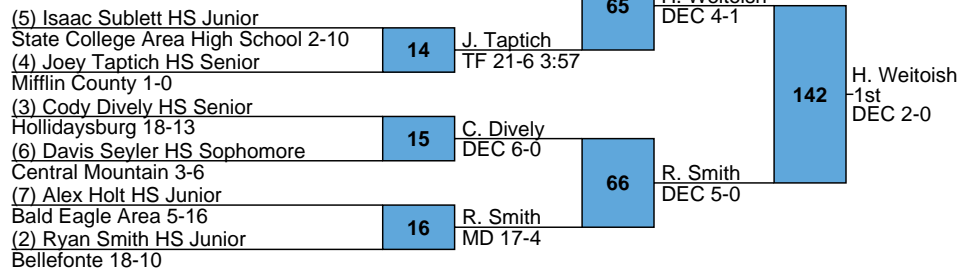 (5) Isaac Sublett HS Junior
State College Area High School 2-10
(4) Joey Taptich HS Senior
Mifflin County 1-0
(3) Cody Dively HS Senior
Hollidaysburg 18-13
(6) Davis Seyler HS Sophomore
Central Mountain 3-6
(7) Alex Holt HS Junior
Bald Eagle Area 5-16
(2) Ryan Smith HS Junior
Bellefonte 18-10
14
15
16
J. Taptich
TF 21-6 3:57
C. Dively
DEC 6-0
R. Smith
MD 17-4
65
66
DEC 4-1
R. Smith
DEC 5-0
142
H. Weitoish
1st
DEC 2-0